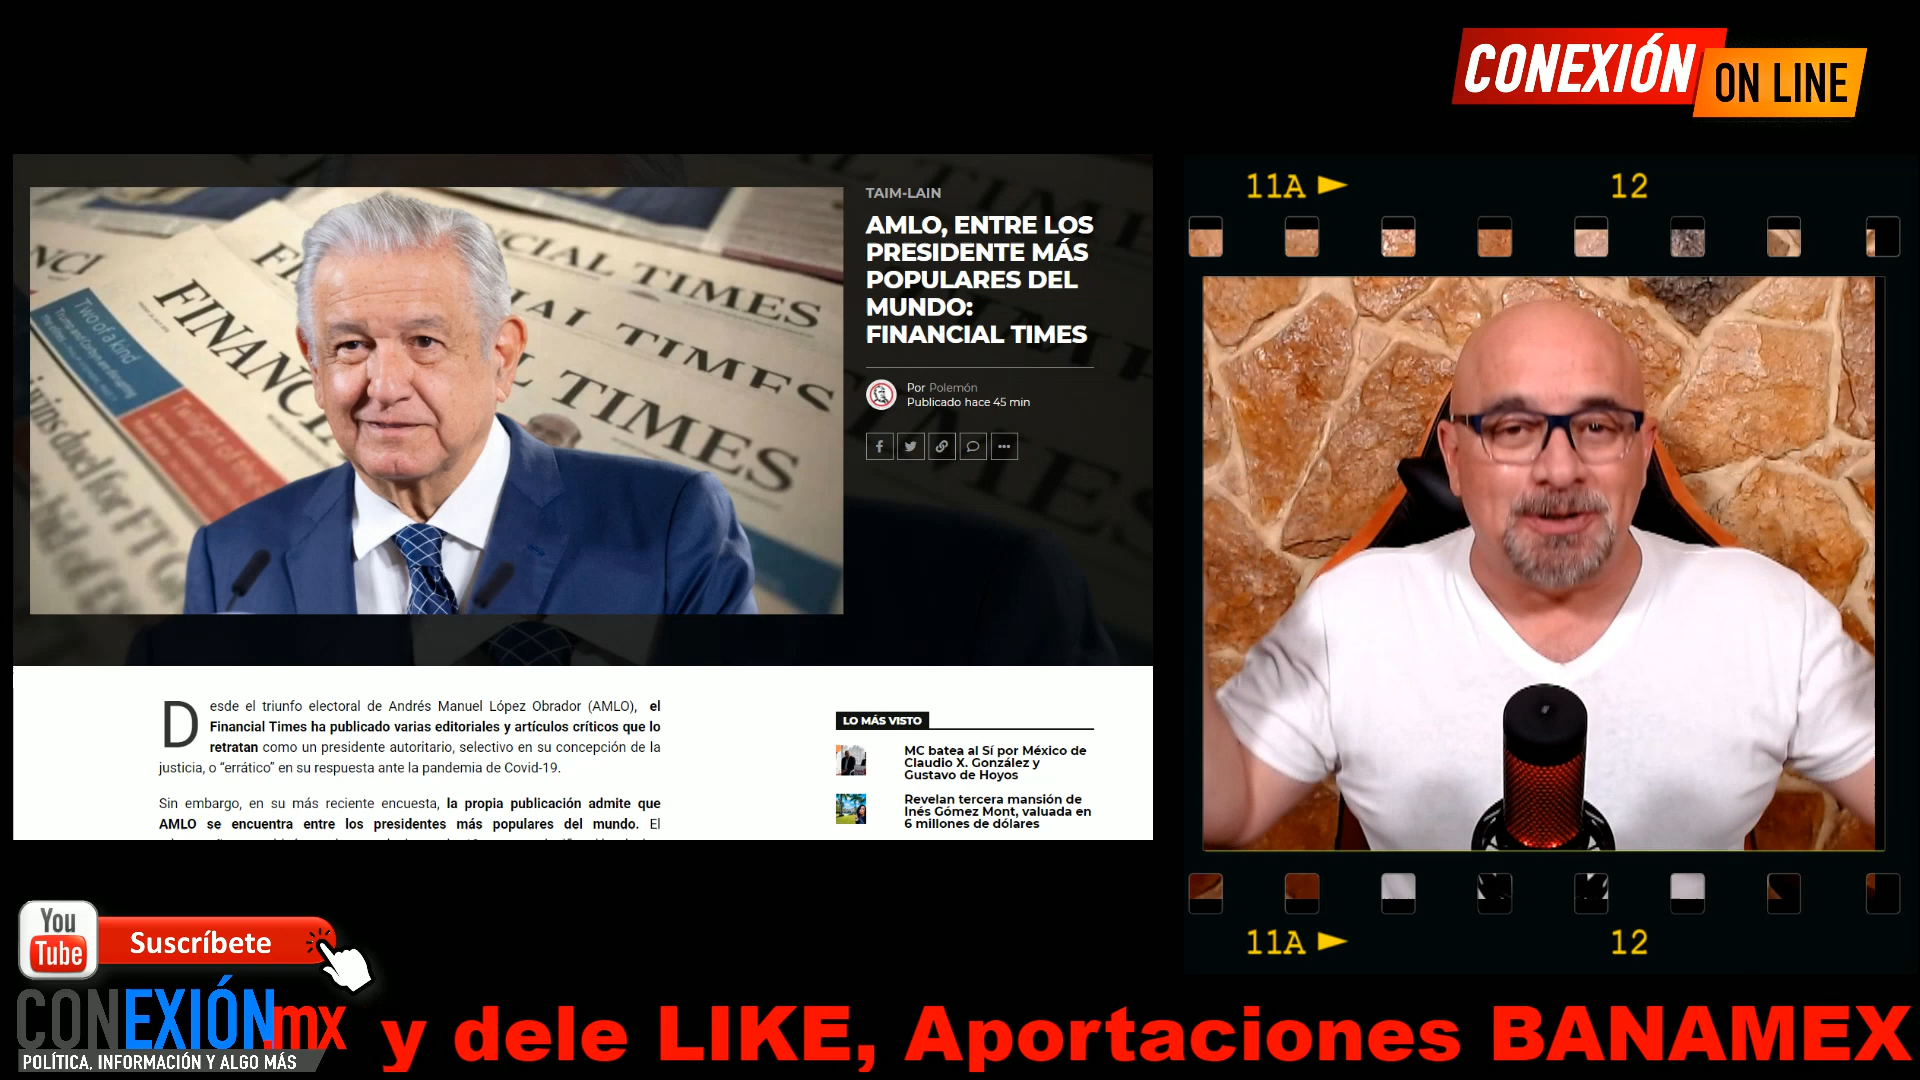 CONEXIÓN
ON LINE
TAIM-LAIN
AMLO, ENTRE LOS
PRESIDENTE MÁS
POPULARES DEL
MUNDO:
FINANCIAL TIMES
Por Polemón
Publicado hace 45 min
FINANCIAL TIMES
Two of a kind
Desde el triunfo electoral de Andrés Manuel López Obrador (AMLO), el
Financial Times ha publicado varias editoriales y artículos críticos que lo
retratan como un presidente autoritario, selectivo en su concepción de la
justicia, o “errático” en su respuesta ante la pandemia de Covid-19.
Sin embargo, en su más reciente encuesta, la propia publicación admite que
AMLO se encuentra entre los presidentes más populares del mundo. El
LO MÁS VISTO
MC batea al Sí por México de
Claudio X. González y
Gustavo de Hoyos
Revelan tercera mansión de
Inés Gómez Mont, valuada en
6 millones de dólares
11A
12
11A
12
You
Tube
Suscríbete
CONEXIÓN.mx
POLÍTICA, INFORMACIÓN Y ALGO MÁS
y dele LIKE, Aportaciones BANAMEX